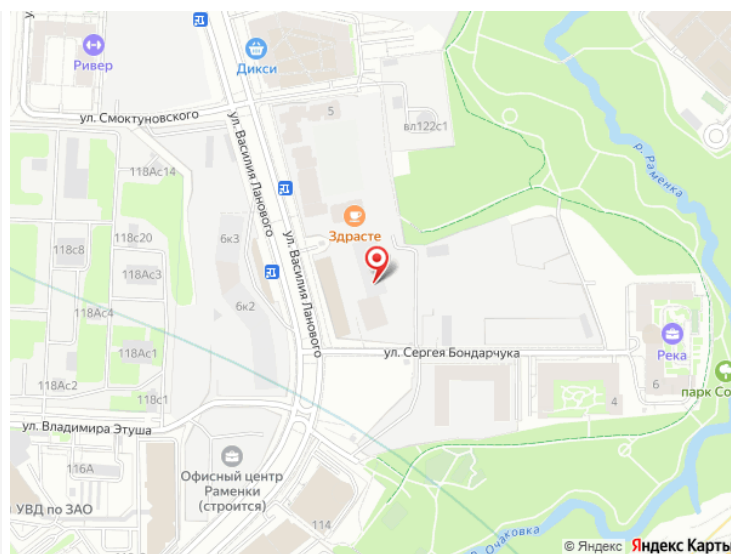 Ривер
Дикси
ул. Смоктуновского
5
вл122с1
р. Раменка
118Ас14
ул. Василия Ланового
Здрасте
118с20
118с8
6к3
118Ас3
ул. Василия Ланового
6к2
118Ас4
118Ас1
ул. Сергея Бондарчука
Река
118Ас2
6
118с1
4
парк Со
ул. Владимира Этуша
116А
Офисный центр
Раменки
(строится)
УВД по ЗАО
114
Очаковка
© Яндекс Яндекс Карты